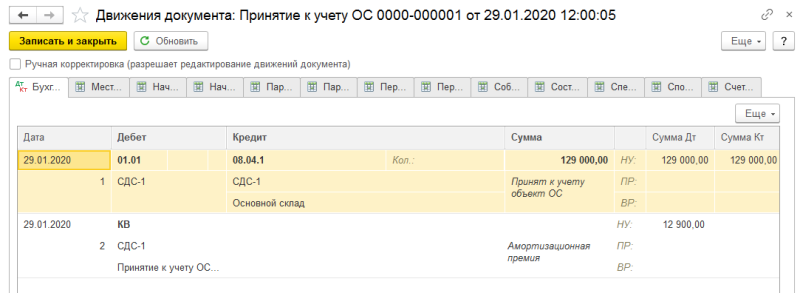 Движения документа: Принятие к учету ОС 0000-000001 от 29.01.2020 12:00:05
Записать и закрыть Обновить Еще ?
Ручная корректировка (разрешает редактирование движений документа)
Дт Кт Бухг... Мест... Нач... Нач... Пар... Пар... Пер... Пер... Соб... Сост... Спе... Спо... Счет...
Еще
Дата Дебет Кредит Сумма Сумма Дт Сумма Кт
29.01.2020 01.01 08.04.1 Кол.: 129 000,00 НУ: 129 000,00 129 000,00
1 СДС-1 СДС-1 Принят к учету ПР:
объект ОС
Основной склад ВР:
29.01.2020 КВ НУ: 12 900,00
2 СДС-1 Амортизационная ПР:
премия
Принятие к учету ОС... ВР: